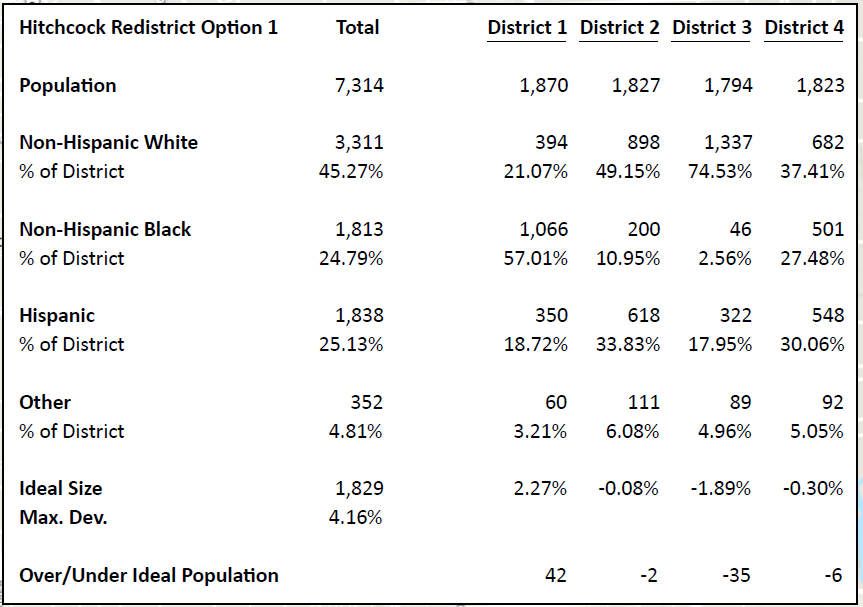 Hitchcock Redistrict Option 1 Total District 1 District 2 District 3 District 4
Population 7,314 1,870 1,827 1,794 1,823
Non-Hispanic White 3,311 394 898 1,337 682
% of District 45.27% 21.07% 49.15% 74.53% 37.41%
Non-Hispanic Black 1,813 1,066 200 46 501
% of District 24.79% 57.01% 10.95% 2.56% 27.48%
Hispanic 1,838 350 618 322 548
% of District 25.13% 18.72% 33.83% 17.95% 30.06%
Other 352 60 111 89 92
% of District 4.81% 3.21% 6.08% 4.96% 5.05%
Ideal Size 1,829 2.27% -0.08% -1.89% -0.30%
Max. Dev. 4.16%
Over/Under Ideal Population 42 -2 -35 -6